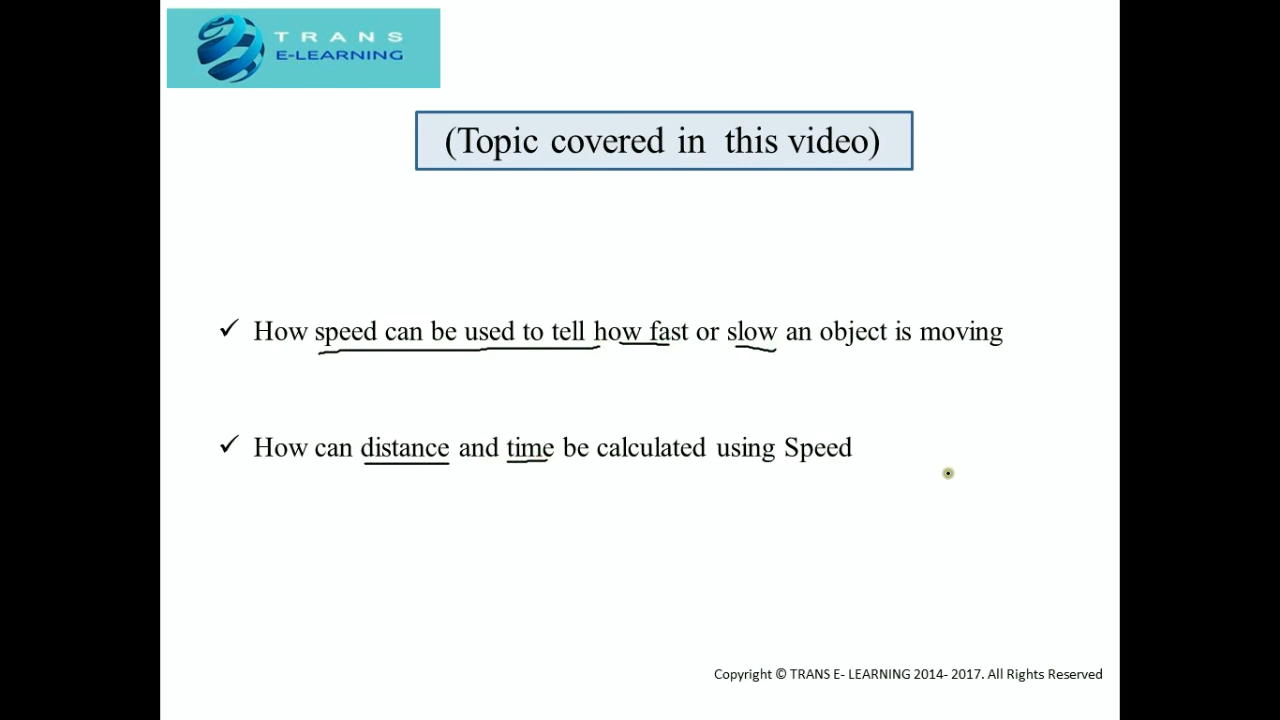 TRANS
E-LEARNING
(Topic covered in this video)
✓ How speed can be used to tell how fast or slow an object is moving
✓ How can distance and time be calculated using Speed
Copyright © TRANS E- LEARNING 2014- 2017. All Rights Reserved